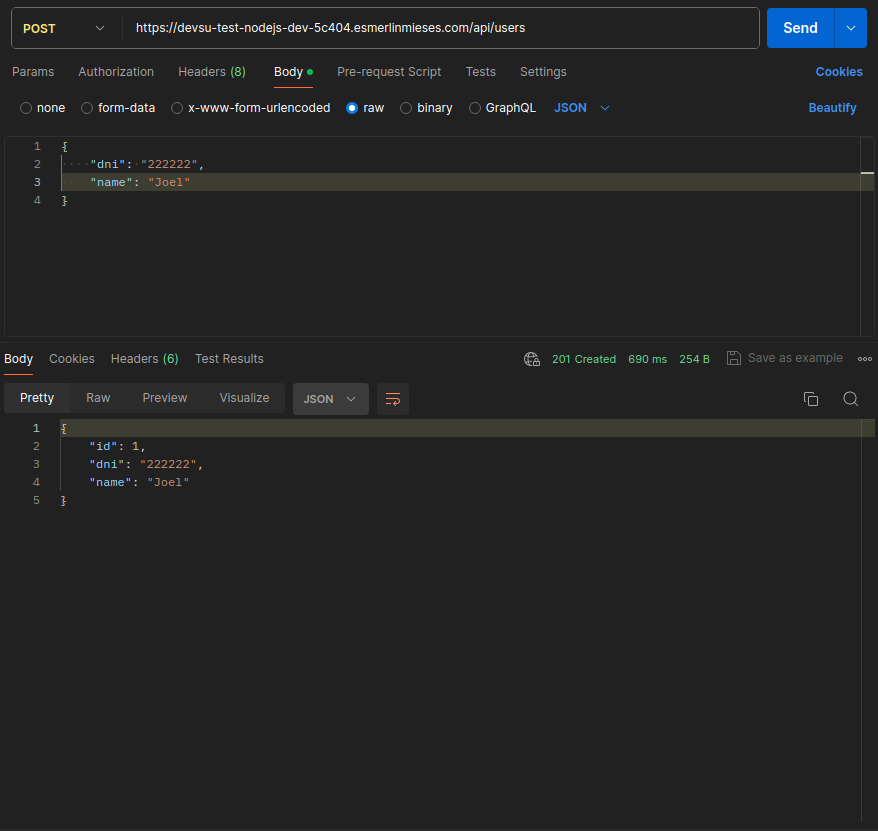 POST https://devsu-test-nodejs-dev-5c404.esmerlinmieses.com/api/users Send
Params Authorization Headers (8) Body Pre-request Script Tests Settings Cookies
none form-data x-www-form-urlencoded raw binary GraphQL JSON Beautify
1 {
2 "dni": "222222",
3 "name": "Joel"
4 }
Body Cookies Headers (6) Test Results 201 Created 690 ms 254 B Save as example
Pretty Raw Preview Visualize JSON
1 {
2 "id": 1,
3 "dni": "222222",
4 "name": "Joel"
5 }